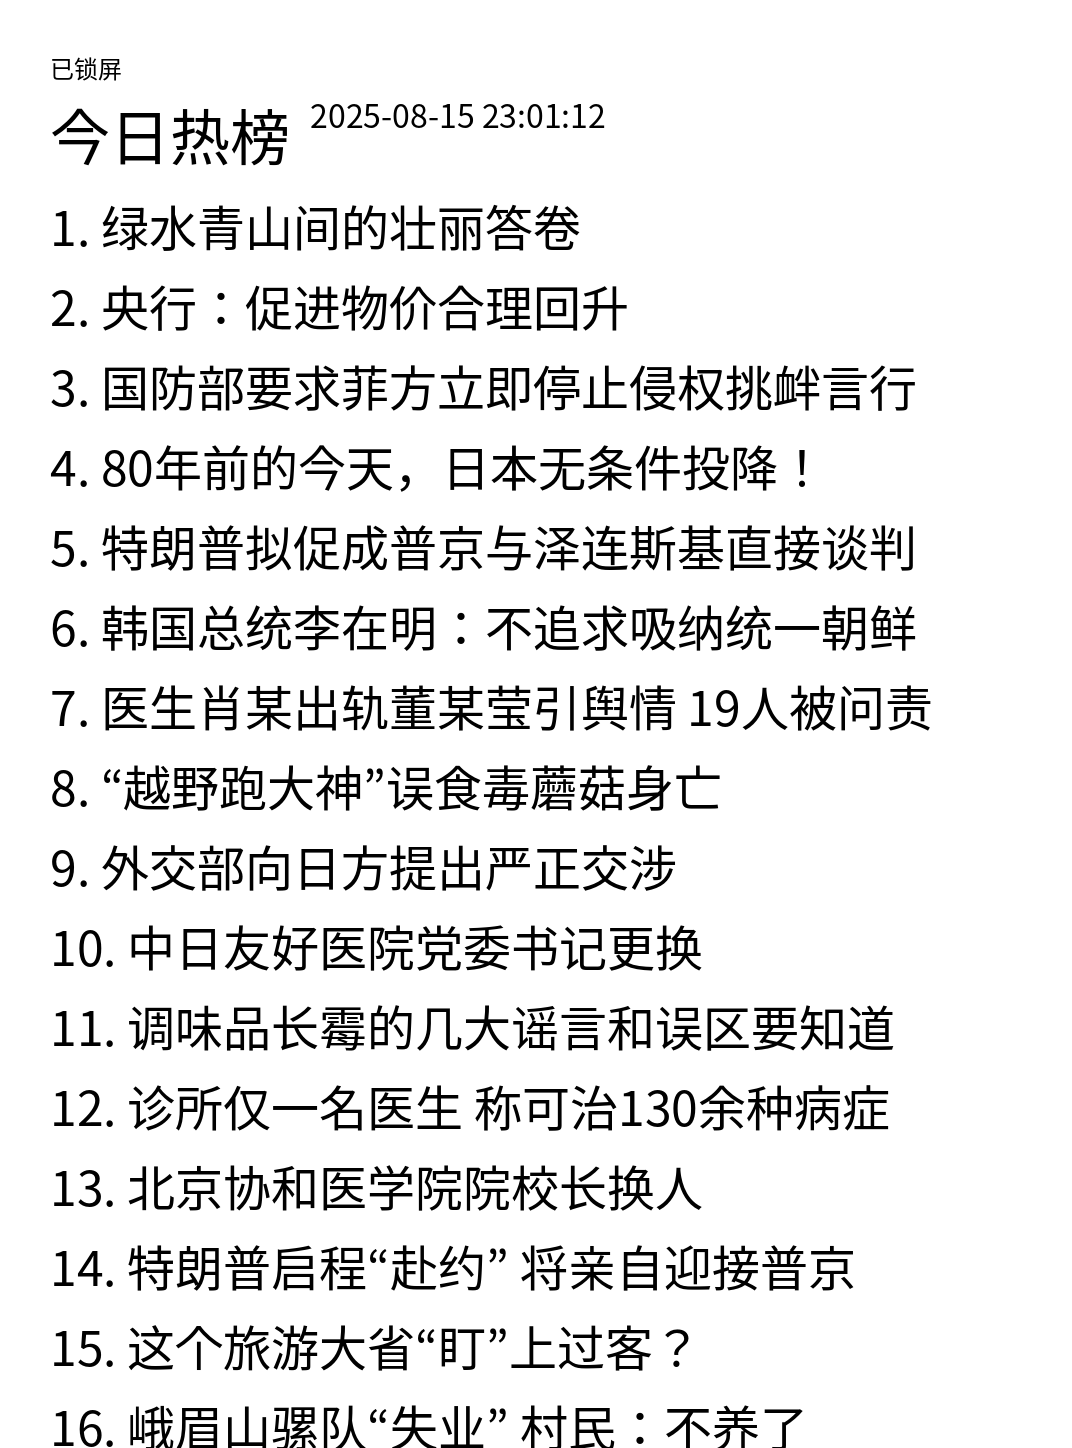 已锁屏
今日热榜 2025-08-15 23:01:12
1. 绿水青山间的壮丽答卷
2. 央行：促进物价合理回升
3. 国防部要求菲方立即停止侵权挑衅言行
4. 80年前的今天，日本无条件投降！
5. 特朗普拟促成普京与泽连斯基直接谈判
6. 韩国总统李在明：不追求吸纳统一朝鲜
7. 医生肖某出轨董某莹引舆情 19人被问责
8. “越野跑大神”误食毒蘑菇身亡
9. 外交部向日方提出严正交涉
10. 中日友好医院党委书记更换
11. 调味品长霉的几大谣言和误区要知道
12. 诊所仅一名医生 称可治130余种病症
13. 北京协和医学院院校长换人
14. 特朗普启程“赴约” 将亲自迎接普京
15. 这个旅游大省“盯”上过客？
16. 峨眉山骡队“失业” 村民：不养了